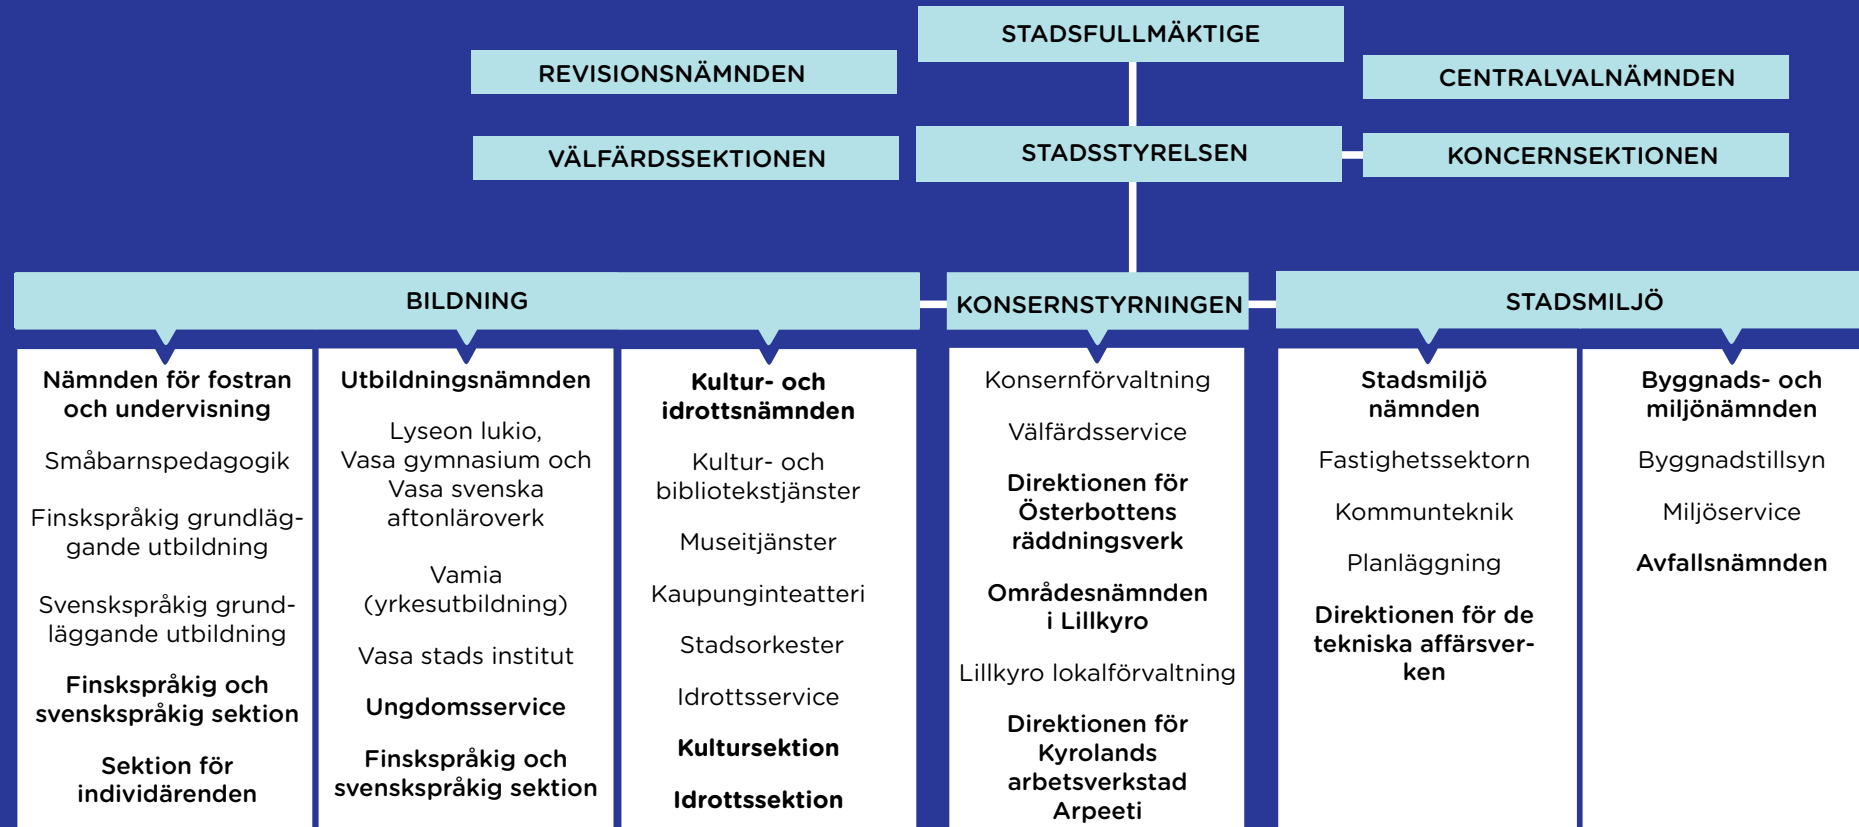 STADSFULLMÄKTIGE
REVISIONSNÄMNDEN
CENTRALVALNÄMNDEN
VÄLFÄRDSSEKTIONEN
STADSSTYRELSEN
KONCERNSEKTIONEN
BILDNING
KONSERNSTYRNINGEN
STADSMILJÖ
Nämnden för fostran
och undervisning
Småbarnspedagogik
Finskspråkig grundläg-
gande utbildning
Svenskspråkig grund-
läggande utbildning
Finskspråkig och
svenskspråkig sektion
Sektion för
individärenden
Utbildningsnämnden
Lyseon lukio,
Vasa gymnasium och
Vasa svenska
aftonläroverk
Vamia
(yrkesutbildning)
Vasa stads institut
Ungdomsservice
Finskspråkig och
svenskspråkig sektion
Kultur- och
idrottsnämnden
Kultur- och
bibliotekstjänster
Museitjänster
Kaupunginteatteri
Stadsorkester
Idrottsservice
Kultursektion
Idrottssektion
Konsernförvaltning
Välfärdsservice
Direktionen för
Österbottens
räddningsverk
Områdesnämnden
i Lillkyro
Lillkyro lokalförvaltning
Direktionen för
Kyrolands
arbetsverkstad
Arpeeti
Stadsmiljö
nämnden
Fastighetssektorn
Kommunteknik
Planläggning
Direktionen för de
tekniska affärsver-
ken
Byggnads- och
miljönämnden
Byggnadstillsyn
Miljöservice
Avfallsnämnden